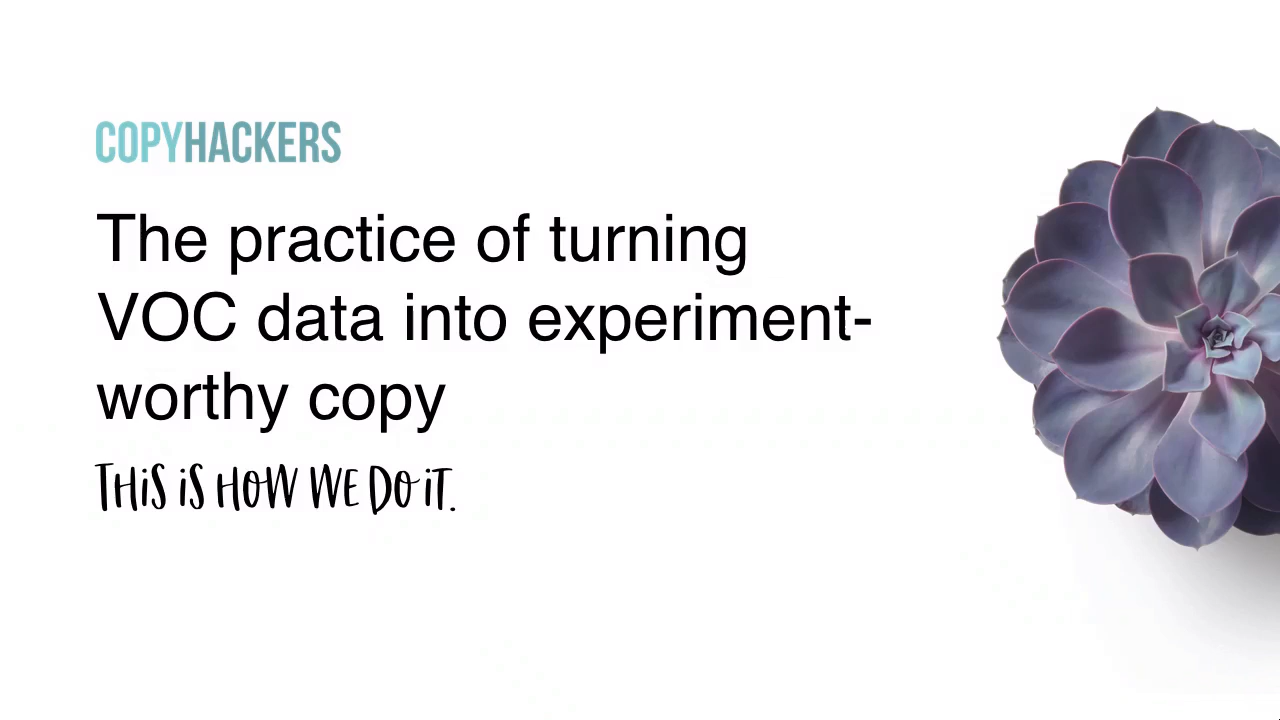 COPYHACKERS
The practice of turning
VOC data into experiment-
worthy copy
THiS iS HOW WE DO iT.